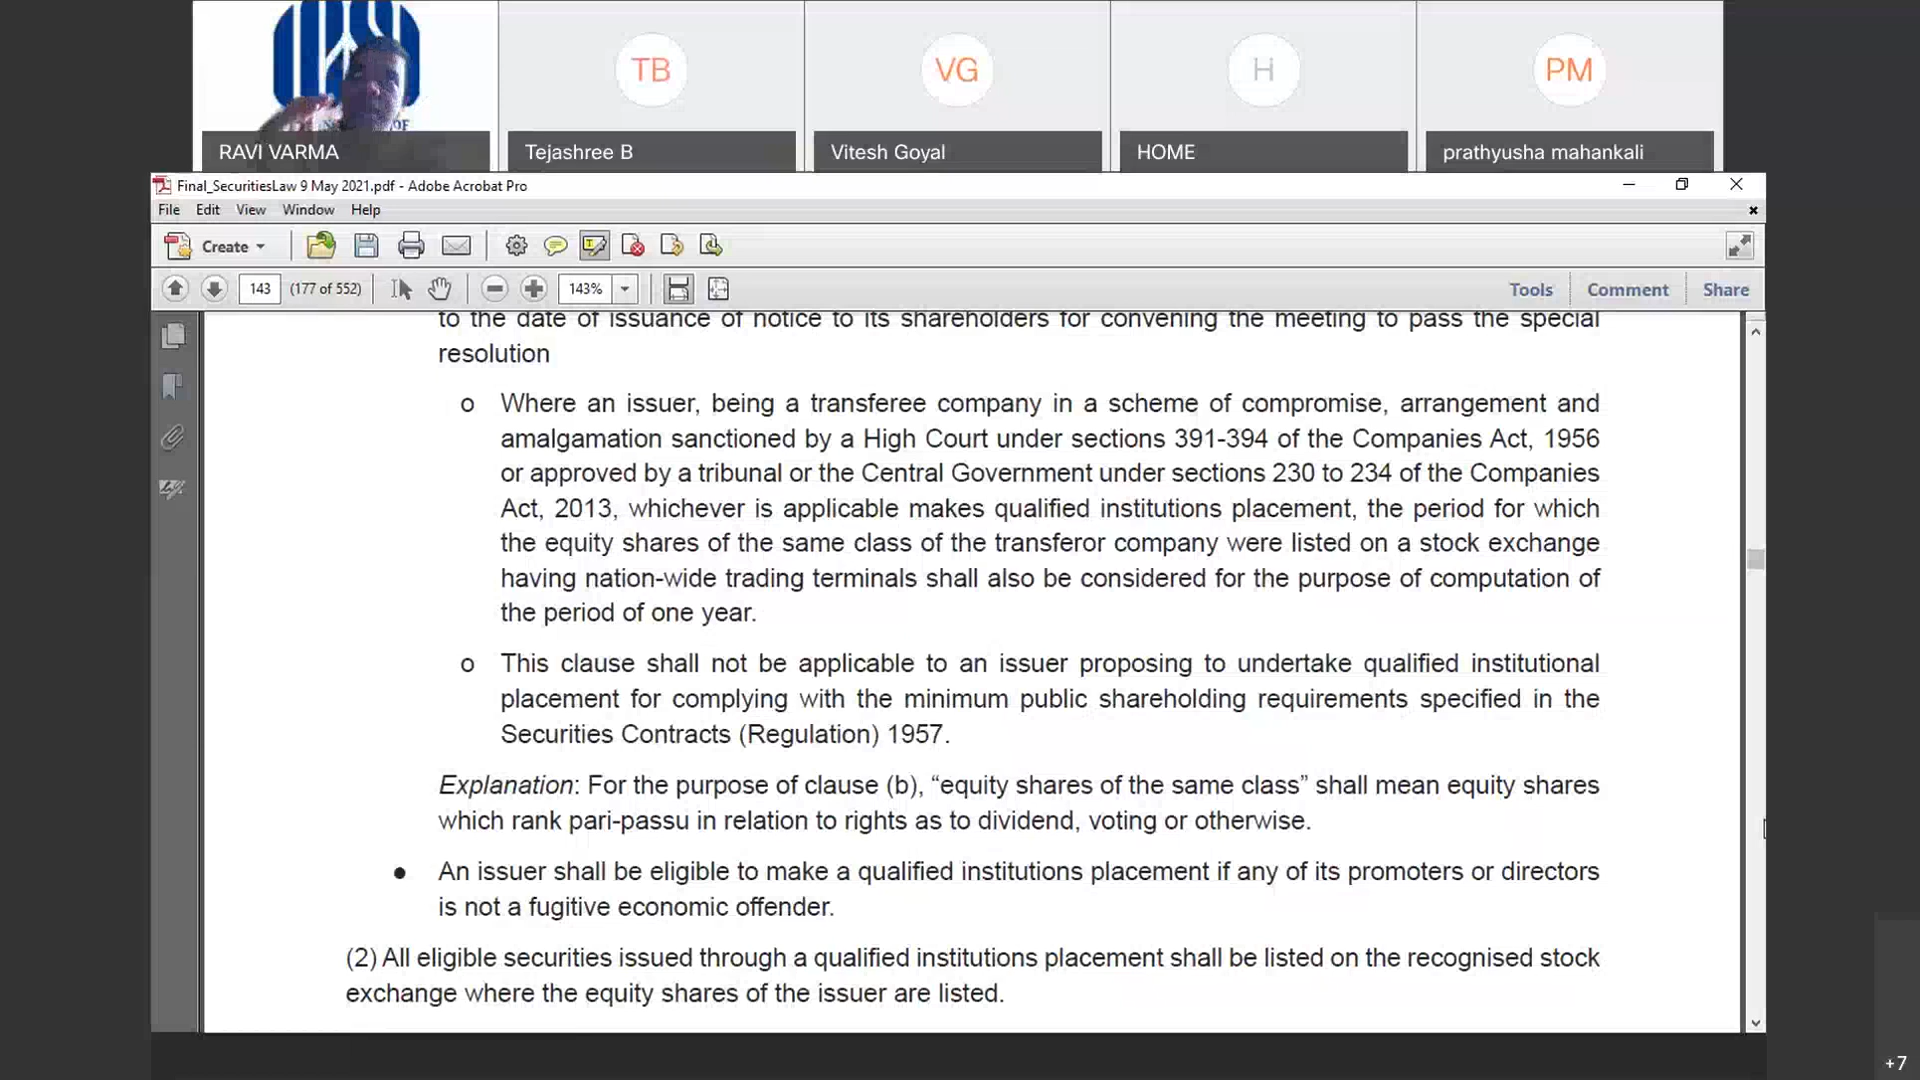 TB
VG
H
PM
OF
RAVI VARMA
Tejashree B
Vitesh Goyal
HOME
prathyusha mahankali
Final_SecuritiesLaw 9 May 2021.pdf - Adobe Acrobat Pro
File Edit View Window Help
Create
143 (177 of 552) 143% Tools Comment Share
to the date of issuance of notice to its shareholders for convening the meeting to pass the special
resolution
o Where an issuer, being a transferee company in a scheme of compromise, arrangement and
amalgamation sanctioned by a High Court under sections 391-394 of the Companies Act, 1956
or approved by a tribunal or the Central Government under sections 230 to 234 of the Companies
Act, 2013, whichever is applicable makes qualified institutions placement, the period for which
the equity shares of the same class of the transferor company were listed on a stock exchange
having nation-wide trading terminals shall also be considered for the purpose of computation of
the period of one year.
o This clause shall not be applicable to an issuer proposing to undertake qualified institutional
placement for complying with the minimum public shareholding requirements specified in the
Securities Contracts (Regulation) 1957.
Explanation: For the purpose of clause (b), “equity shares of the same class” shall mean equity shares
which rank pari-passu in relation to rights as to dividend, voting or otherwise.
● An issuer shall be eligible to make a qualified institutions placement if any of its promoters or directors
is not a fugitive economic offender.
(2) All eligible securities issued through a qualified institutions placement shall be listed on the recognised stock
exchange where the equity shares of the issuer are listed.
+7